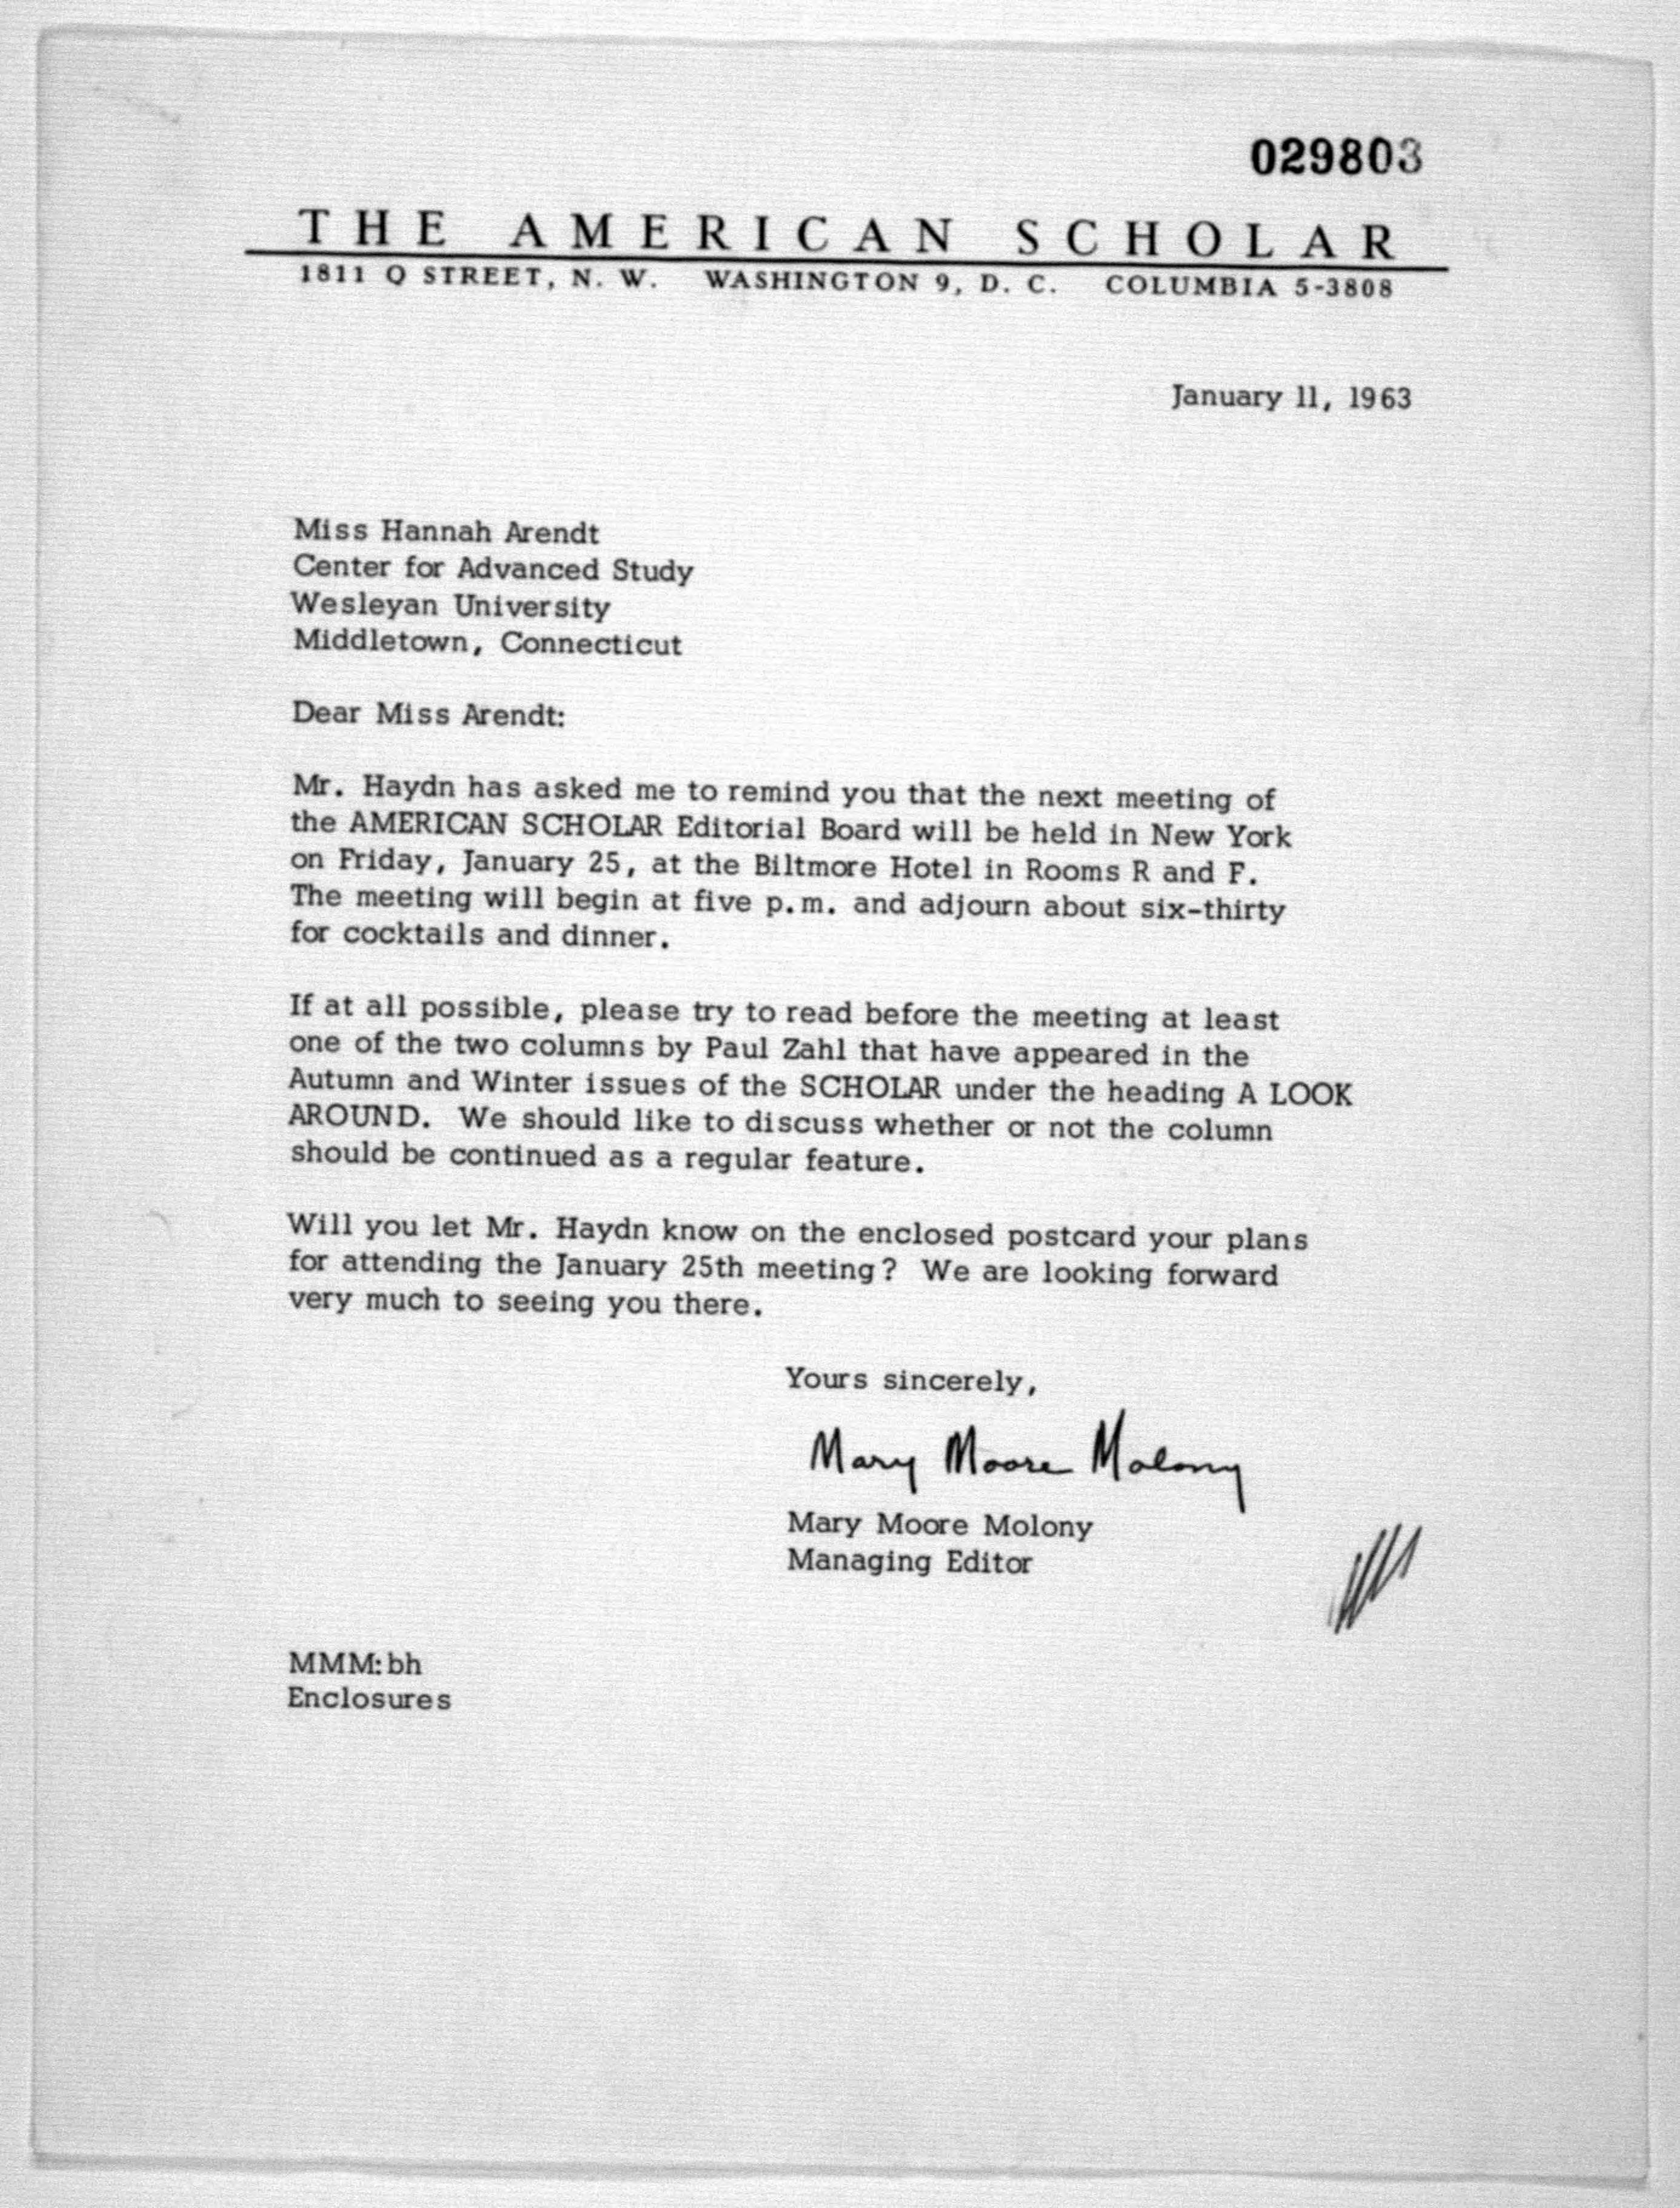 029803
THE AMERICAN SCHOLAR
1811 Q STREET, N. W. WASHINGTON 9, D. C. COLUMBIA 5-3808
January 11, 1963
Miss Hannah Arendt
Center for Advanced Study
Wesleyan University
Middletown, Connecticut
Dear Miss Arendt:
Mr. Haydn has asked me to remind you that the next meeting of
the AMERICAN SCHOLAR Editorial Board will be held in New York
on Friday, January 25, at the Biltmore Hotel in Rooms R and F.
The meeting will begin at five p.m. and adjourn about six-thirty
for cocktails and dinner.
If at all possible, please try to read before the meeting at least
one of the two columns by Paul Zahl that have appeared in the
Autumn and Winter issues of the SCHOLAR under the heading A LOOK
AROUND. We should like to discuss whether or not the column
should be continued as a regular feature.
Will you let Mr. Haydn know on the enclosed postcard your plans
for attending the January 25th meeting? We are looking forward
very much to seeing you there.
Yours sincerely,
Mary Moore Molony
Mary Moore Molony
Managing Editor
MMM:bh
Enclosures